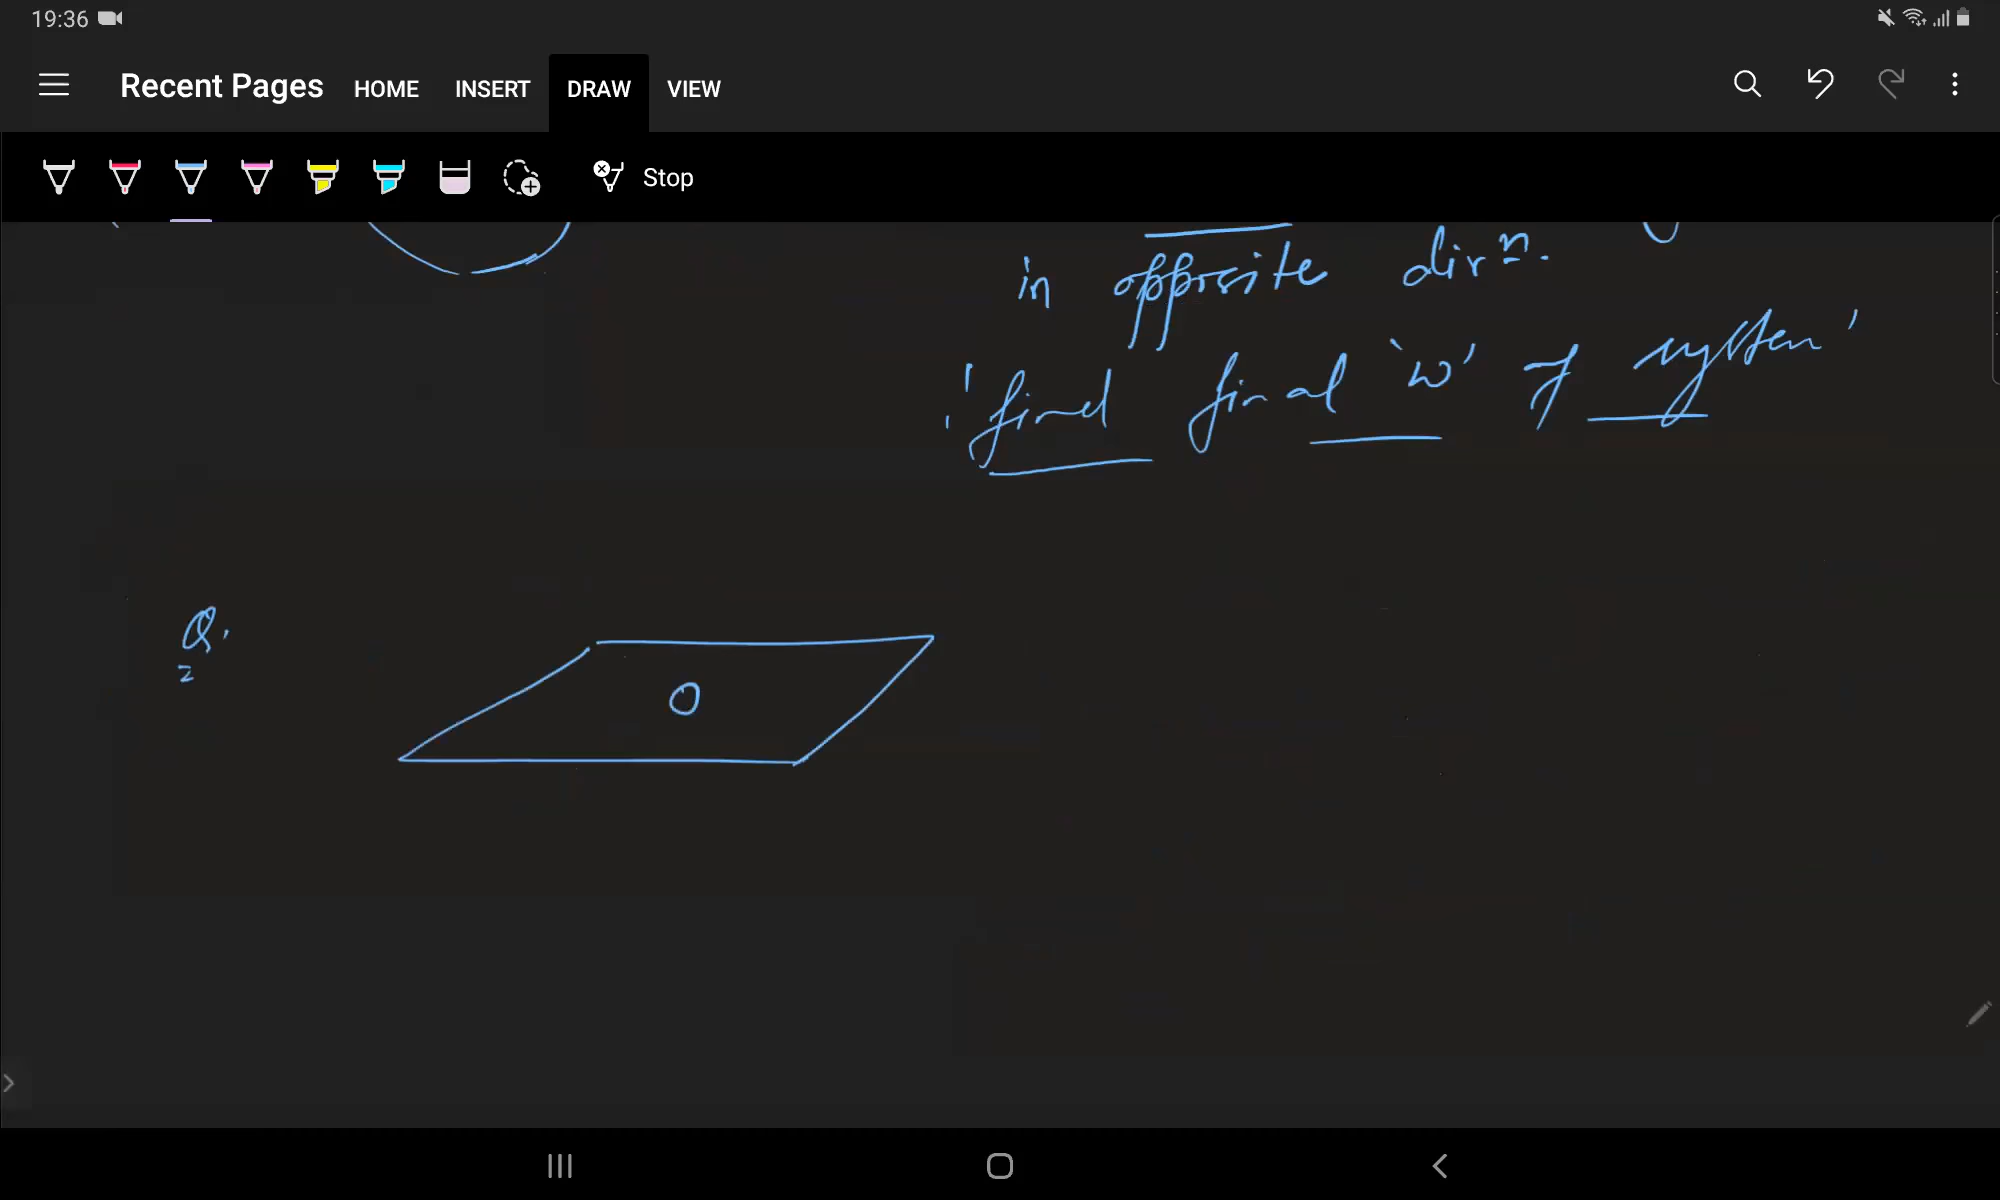 19:36
Recent Pages HOME INSERT DRAW VIEW
Stop
in opposite dirⁿ.
'find final 'w' of system'
Q.
2
O